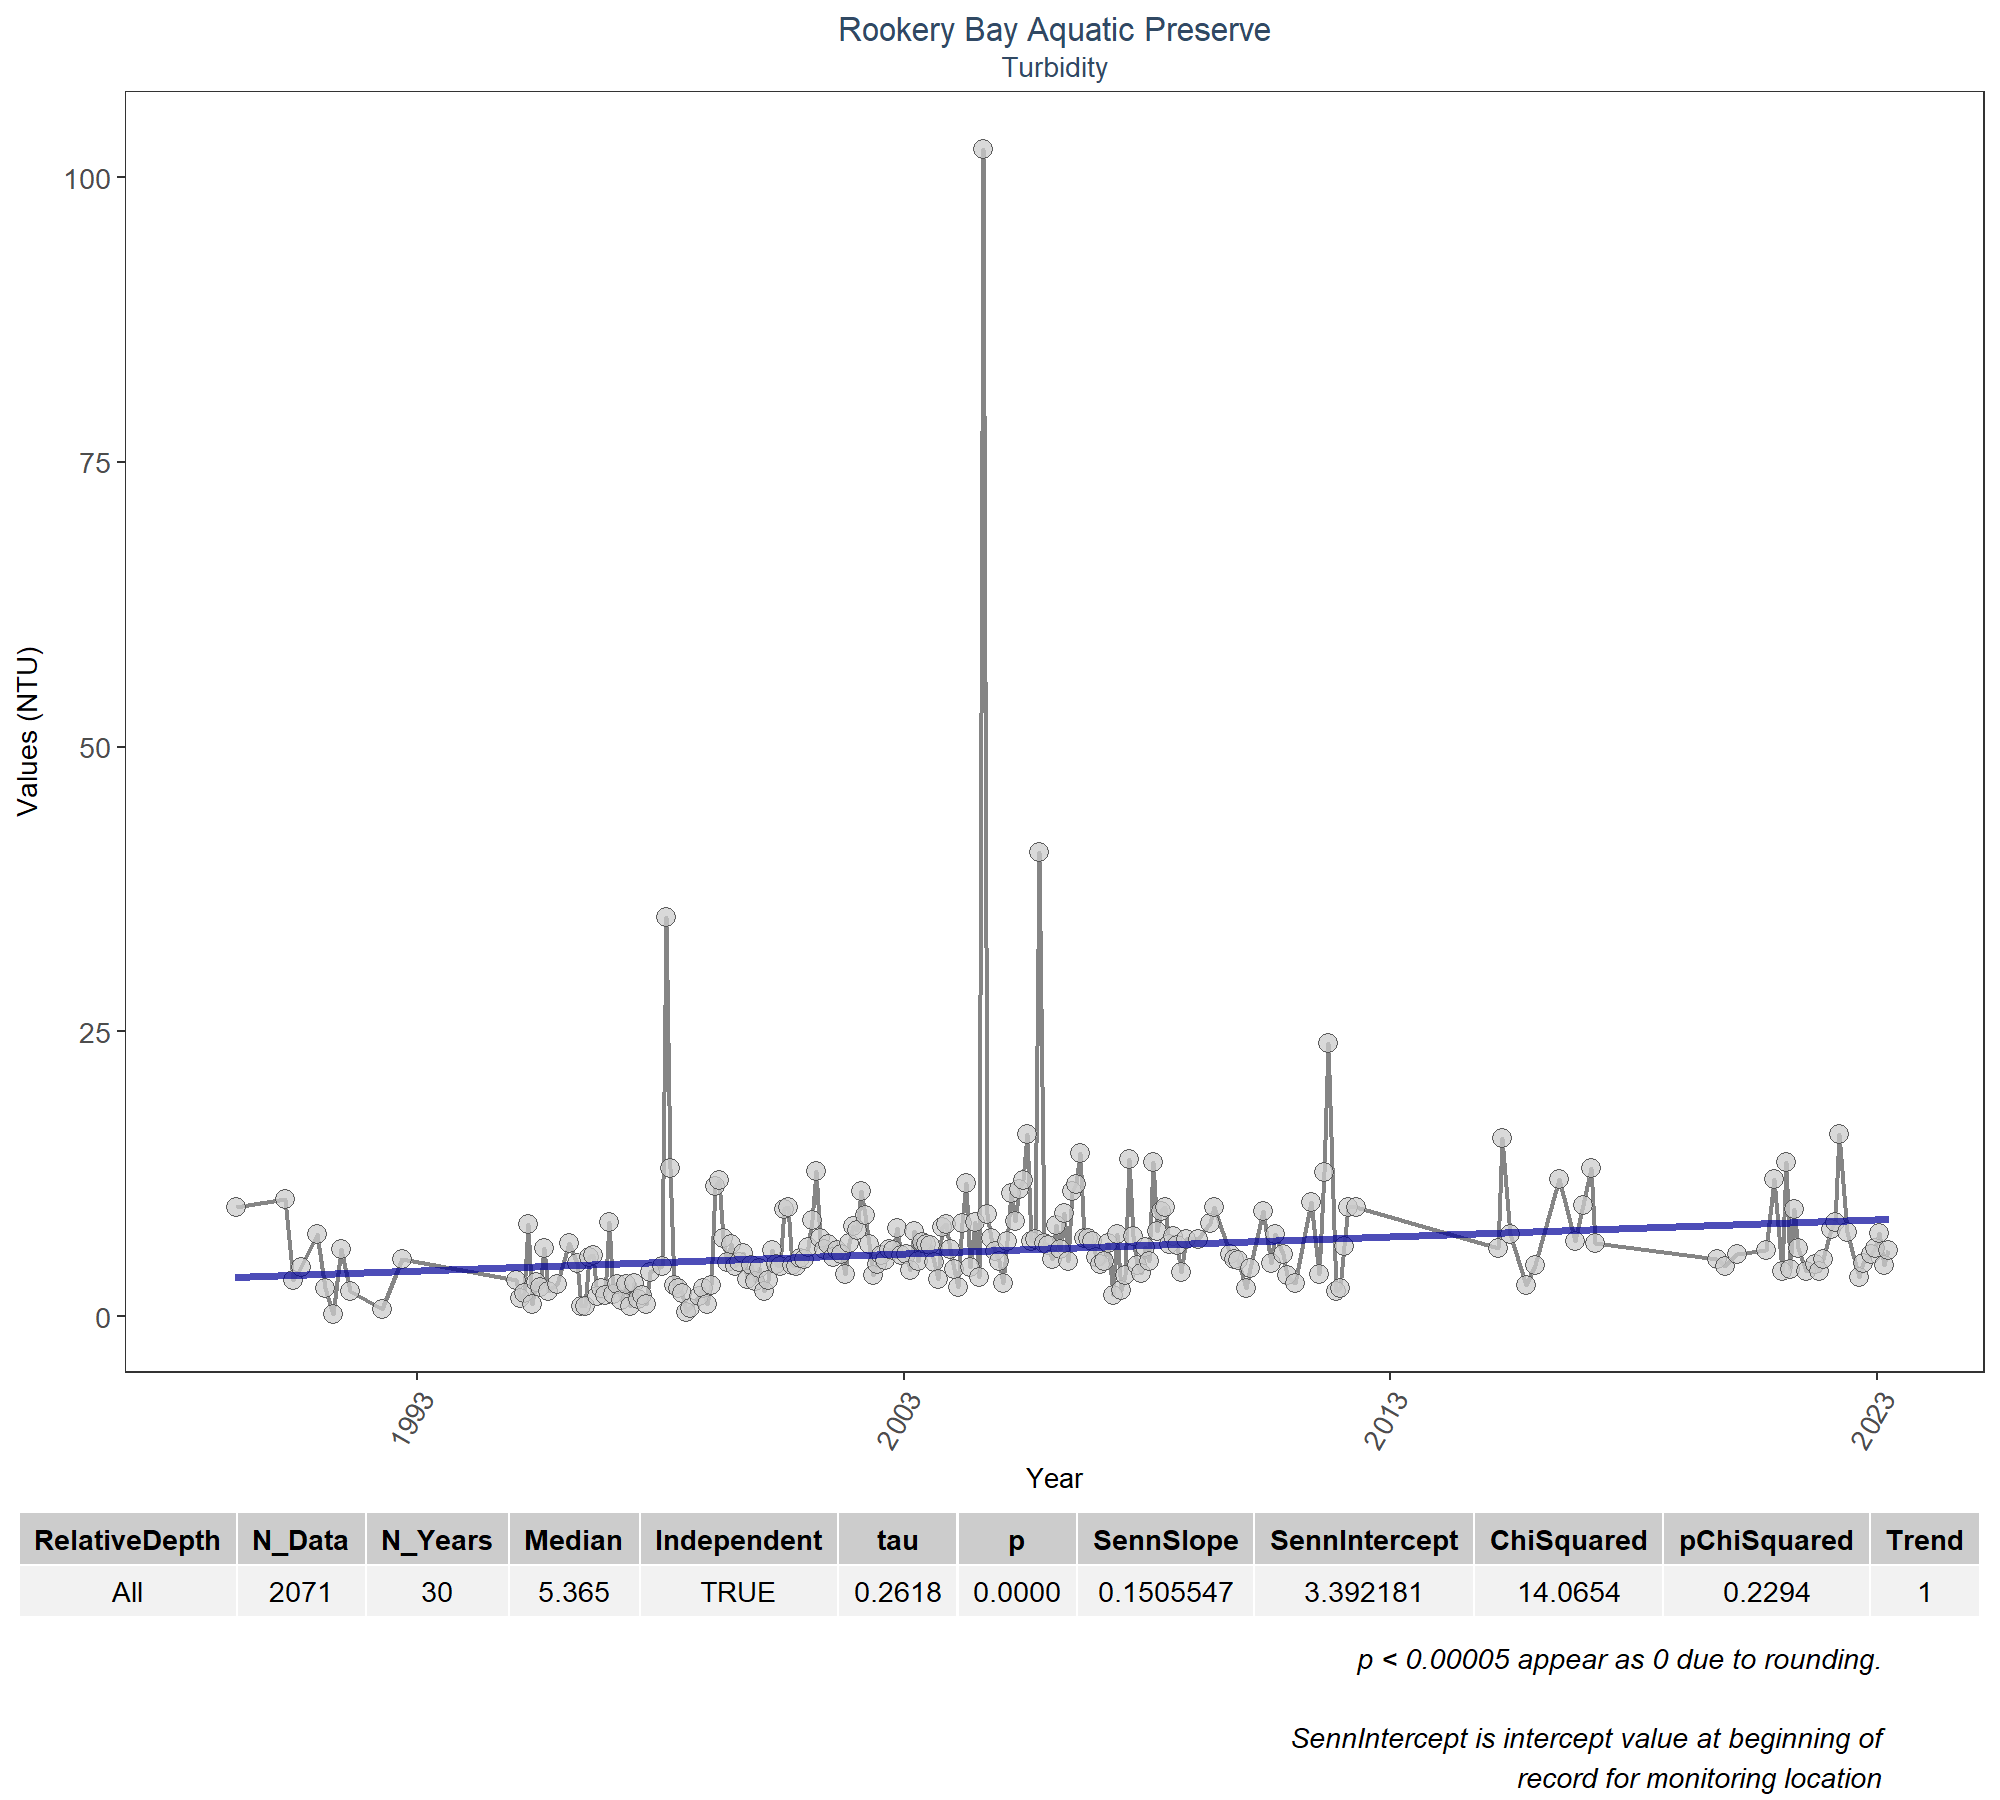 Rookery Bay Aquatic Preserve
Turbidity
Values (NTU)
100
75
50
25
0
1993
2003
2013
2023
Year
RelativeDepth N_Data N_Years Median Independent tau p SennSlope SennIntercept ChiSquared pChiSquared Trend
All 2071 30 5.365 TRUE 0.2618 0.0000 0.1505547 3.392181 14.0654 0.2294 1
p < 0.00005 appear as 0 due to rounding.
SennIntercept is intercept value at beginning of
record for monitoring location